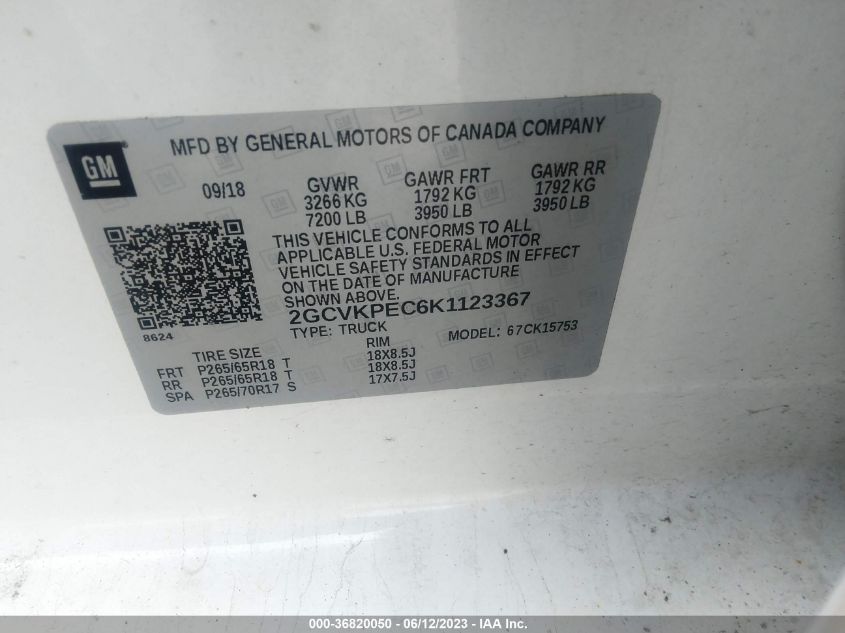 MFD BY GENERAL MOTORS OF CANADA COMPANY
GM
09/18
GVWR GAWR FRT GAWR RR
3266 KG 1792 KG 1792 KG
7200 LB 3950 LB 3950 LB
THIS VEHICLE CONFORMS TO ALL
APPLICABLE U.S. FEDERAL MOTOR
VEHICLE SAFETY STANDARDS IN EFFECT
ON THE DATE OF MANUFACTURE
SHOWN ABOVE.
2GCVKPEC6K1123367
8624
TYPE: TRUCK MODEL: 67CK15753
TIRE SIZE RIM
FRT P265/65R18 T 18X8.5J
RR P265/65R18 T 18X8.5J
SPA P265/70R17 S 17X7.5J
000-36820050 - 06/12/2023 - IAA Inc.